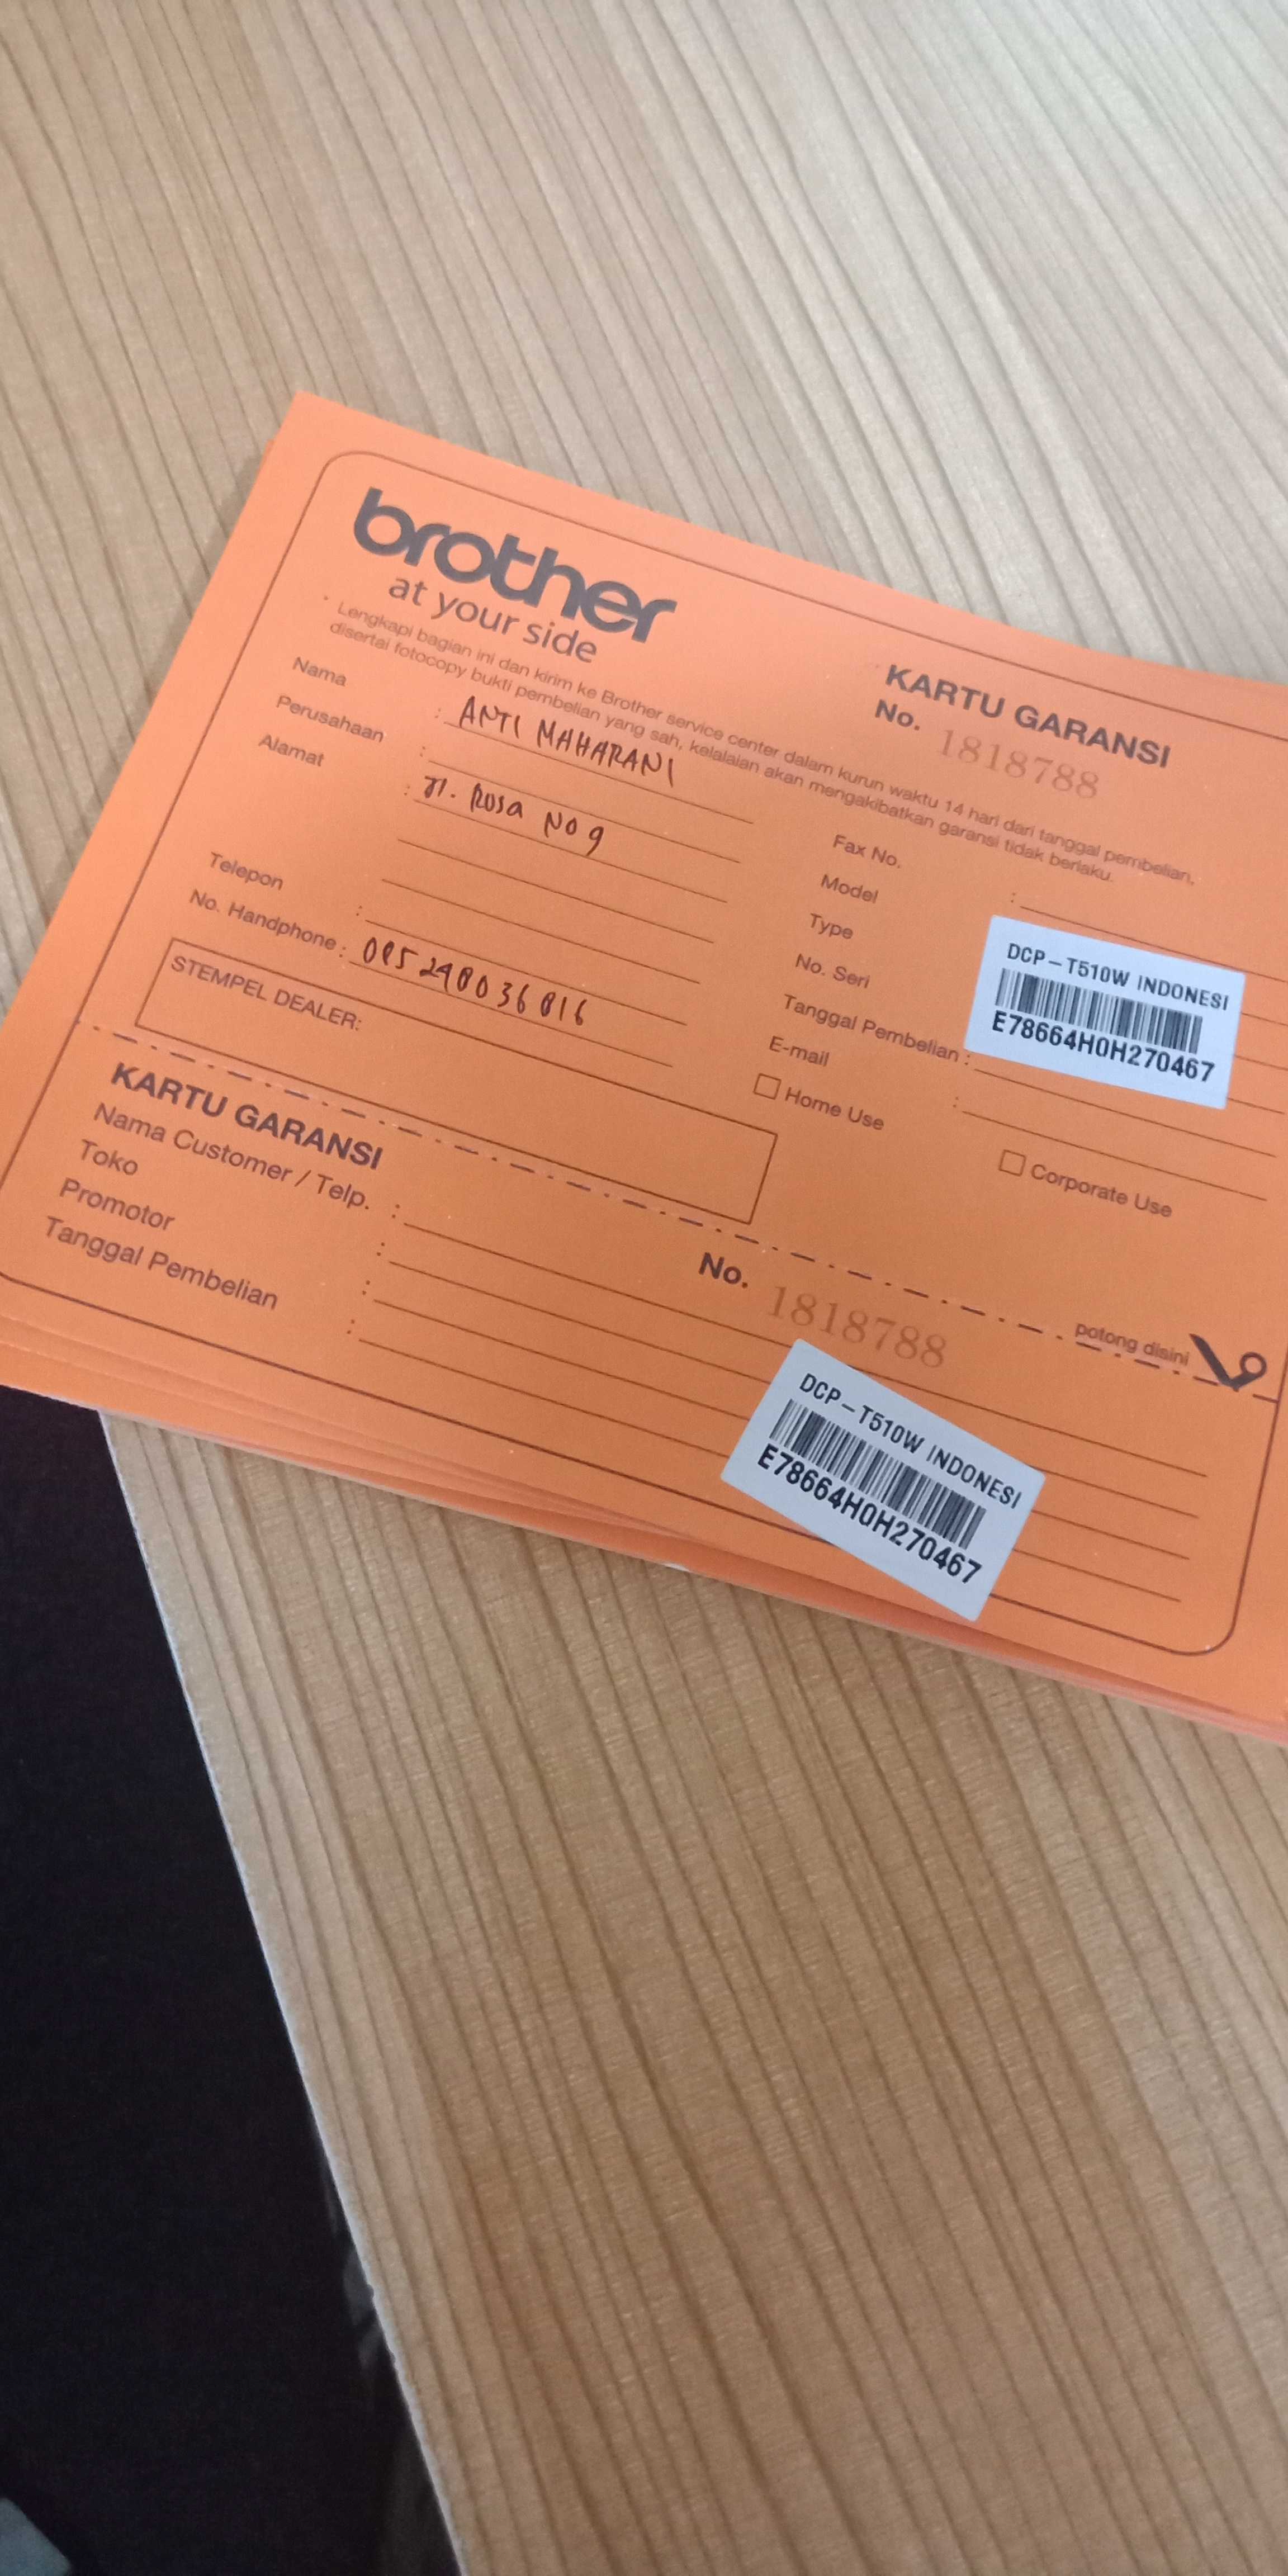 brother
at your side
KARTU GARANSI
No. 1818788
* Lengkapi bagian ini dan kirim ke Brother service center dalam kurun waktu 14 hari dari tanggal pembelian,
disertai fotocopy bukti pembelian yang sah, kelalaian akan mengakibatkan garansi tidak berlaku.
Nama : ANTI MAHARANI
Perusahaan :
Alamat : Jl. Rosa No 9
Telepon :
No. Handphone : 085248036816
Fax No. :
Model
Type
No. Seri
DCP-T510W INDONESI
E78664H0H270467
Tanggal Pembelian :
E-mail :
Home Use
Corporate Use
STEMPEL DEALER:
potong disini
KARTU GARANSI
No. 1818788
Nama Customer / Telp. :
Toko :
Promotor :
Tanggal Pembelian :
DCP-T510W INDONESI
E78664H0H270467